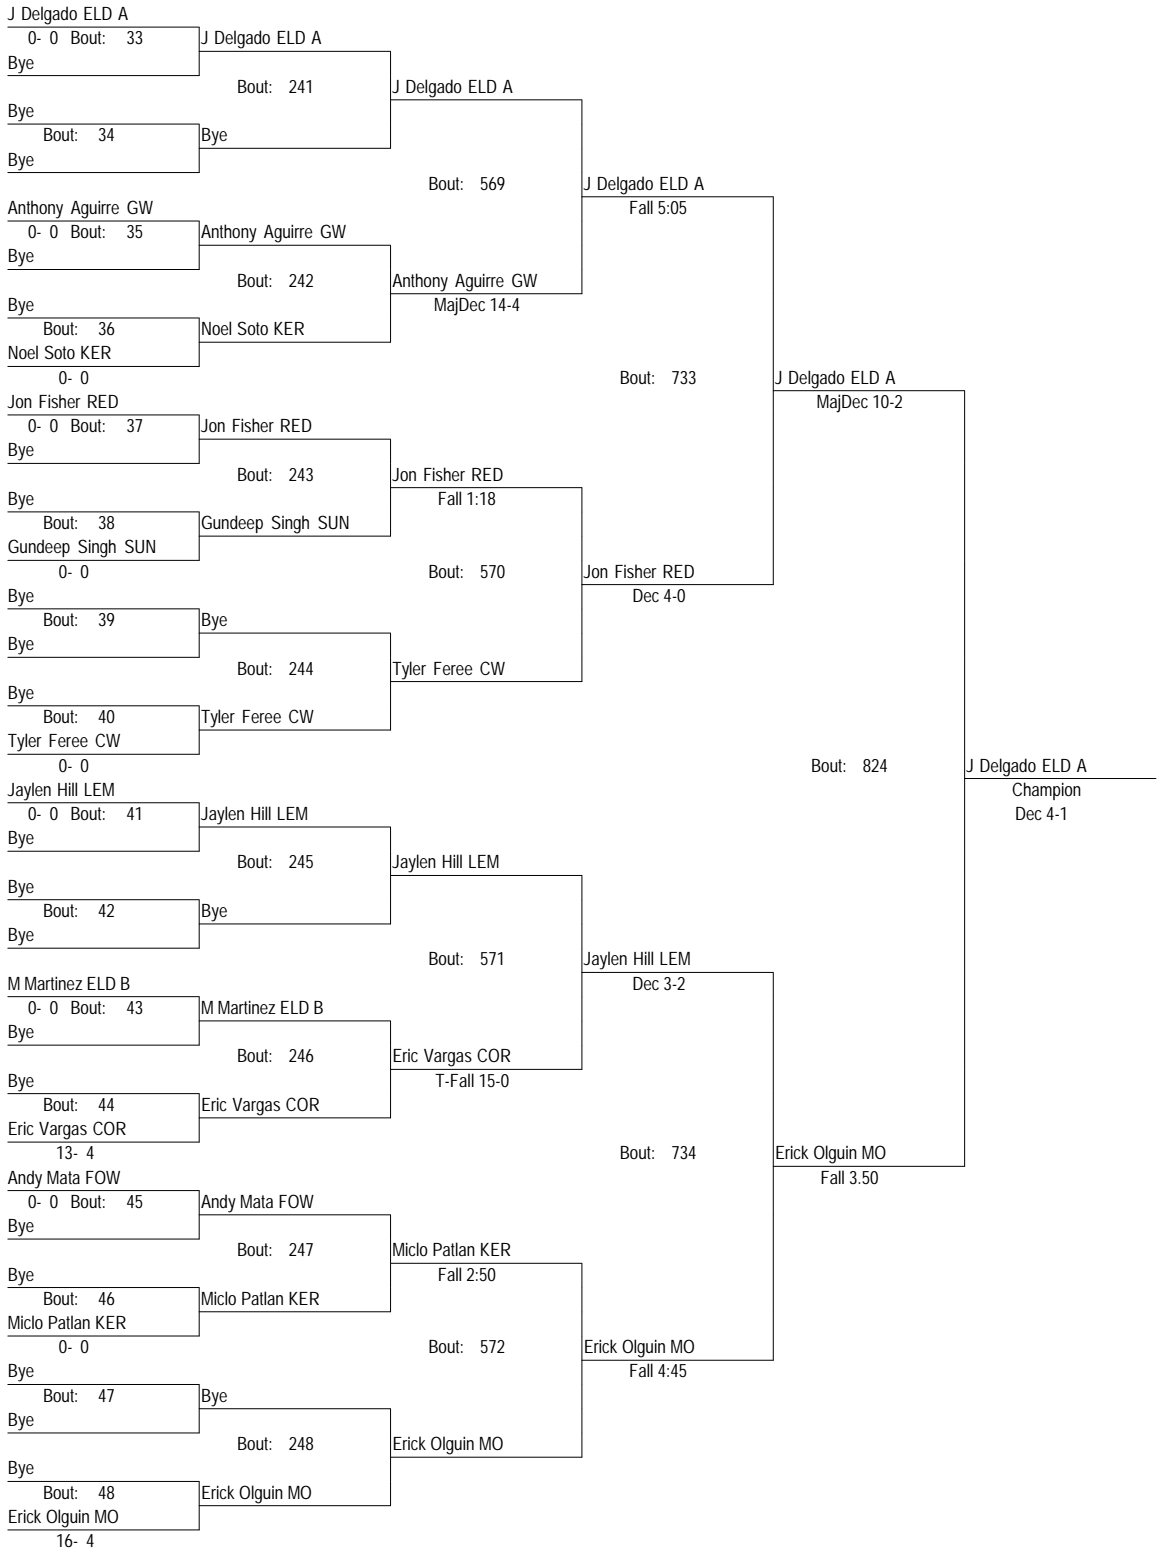 J Delgado ELD A
0- 0 Bout: 33 J Delgado ELD A
Bye
Bout: 241 J Delgado ELD A
Bye
Bout: 34 Bye
Bye
Bout: 569 J Delgado ELD A
Anthony Aguirre GW Fall 5:05
0- 0 Bout: 35 Anthony Aguirre GW
Bye
Bout: 242 Anthony Aguirre GW
Bye MajDec 14-4
Bout: 36 Noel Soto KER
Noel Soto KER
0- 0 Bout: 733 J Delgado ELD A
Jon Fisher RED MajDec 10-2
0- 0 Bout: 37 Jon Fisher RED
Bye
Bout: 243 Jon Fisher RED
Bye Fall 1:18
Bout: 38 Gundeep Singh SUN
Gundeep Singh SUN
0- 0 Bout: 570 Jon Fisher RED
Bye Dec 4-0
Bout: 39 Bye
Bye
Bout: 244 Tyler Feree CW
Bye
Bout: 40 Tyler Feree CW
Tyler Feree CW
0- 0 Bout: 824 J Delgado ELD A
Jaylen Hill LEM Champion
0- 0 Bout: 41 Jaylen Hill LEM Dec 4-1
Bye
Bout: 245 Jaylen Hill LEM
Bye
Bout: 42 Bye
Bye
Bout: 571 Jaylen Hill LEM
M Martinez ELD B Dec 3-2
0- 0 Bout: 43 M Martinez ELD B
Bye
Bout: 246 Eric Vargas COR
Bye T-Fall 15-0
Bout: 44 Eric Vargas COR
Eric Vargas COR
13- 4 Bout: 734 Erick Olguin MO
Andy Mata FOW Fall 3.50
0- 0 Bout: 45 Andy Mata FOW
Bye
Bout: 247 Miclo Patlan KER
Bye Fall 2:50
Bout: 46 Miclo Patlan KER
Miclo Patlan KER
0- 0 Bout: 572 Erick Olguin MO
Bye Fall 4:45
Bout: 47 Bye
Bye
Bout: 248 Erick Olguin MO
Bye
Bout: 48 Erick Olguin MO
Erick Olguin MO
16- 4